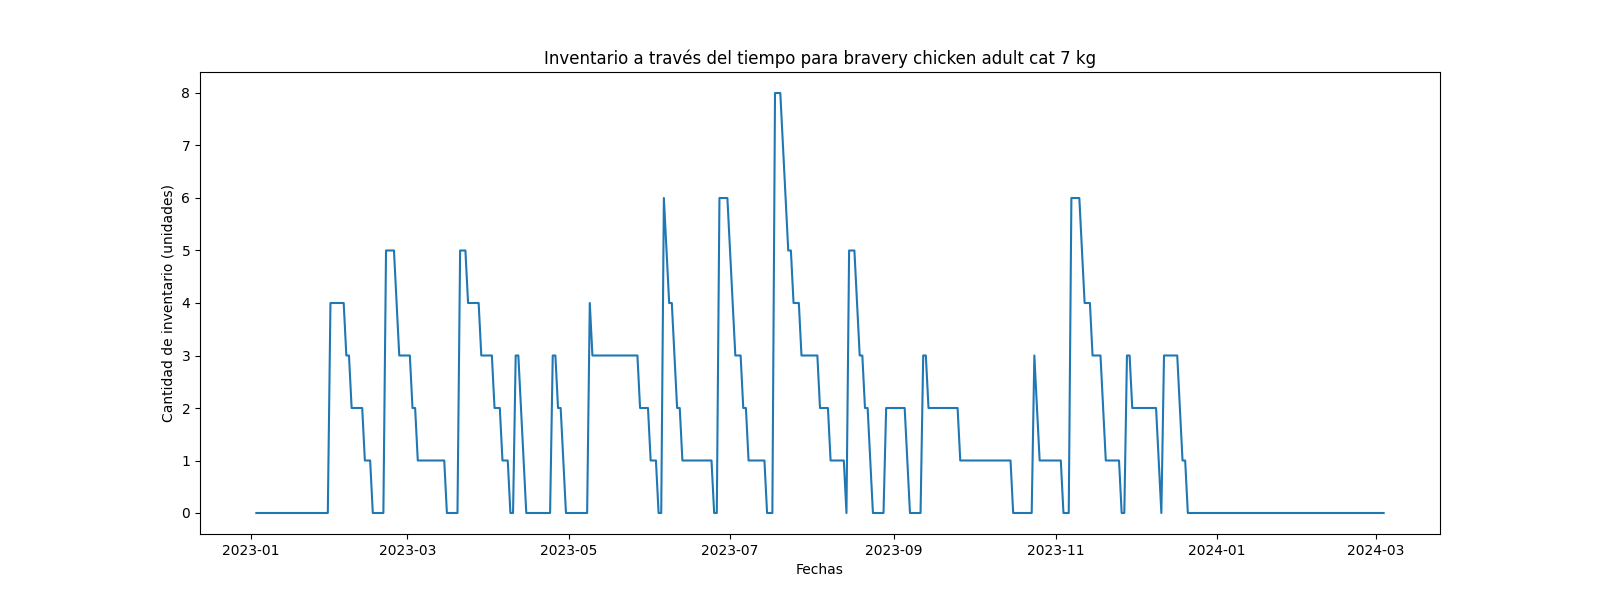 Inventario a través del tiempo para bravery chicken adult cat 7 kg
Cantidad de inventario (unidades)
8
7
6
5
4
3
2
1
0
2023-01 2023-03 2023-05 2023-07 2023-09 2023-11 2024-01 2024-03
Fechas